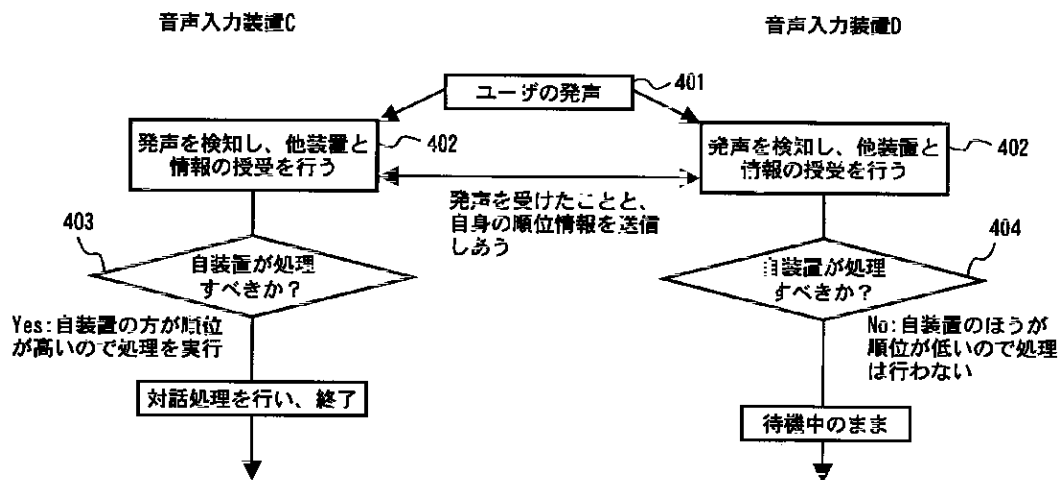 音声入力装置C
音声入力装置D
ユーザの発声
401
発声を検知し、他装置と
情報の授受を行う
402
発声を検知し、他装置と
情報の授受を行う
402
発声を受けたことと、
自身の順位情報を送信
しあう
403
自装置が処理
すべきか?
404
自装置が処理
すべきか?
Yes:自装置の方が順位
が高いので処理を実行
No:自装置のほうが
順位が低いので処理
は行わない
対話処理を行い、終了
待機中のまま